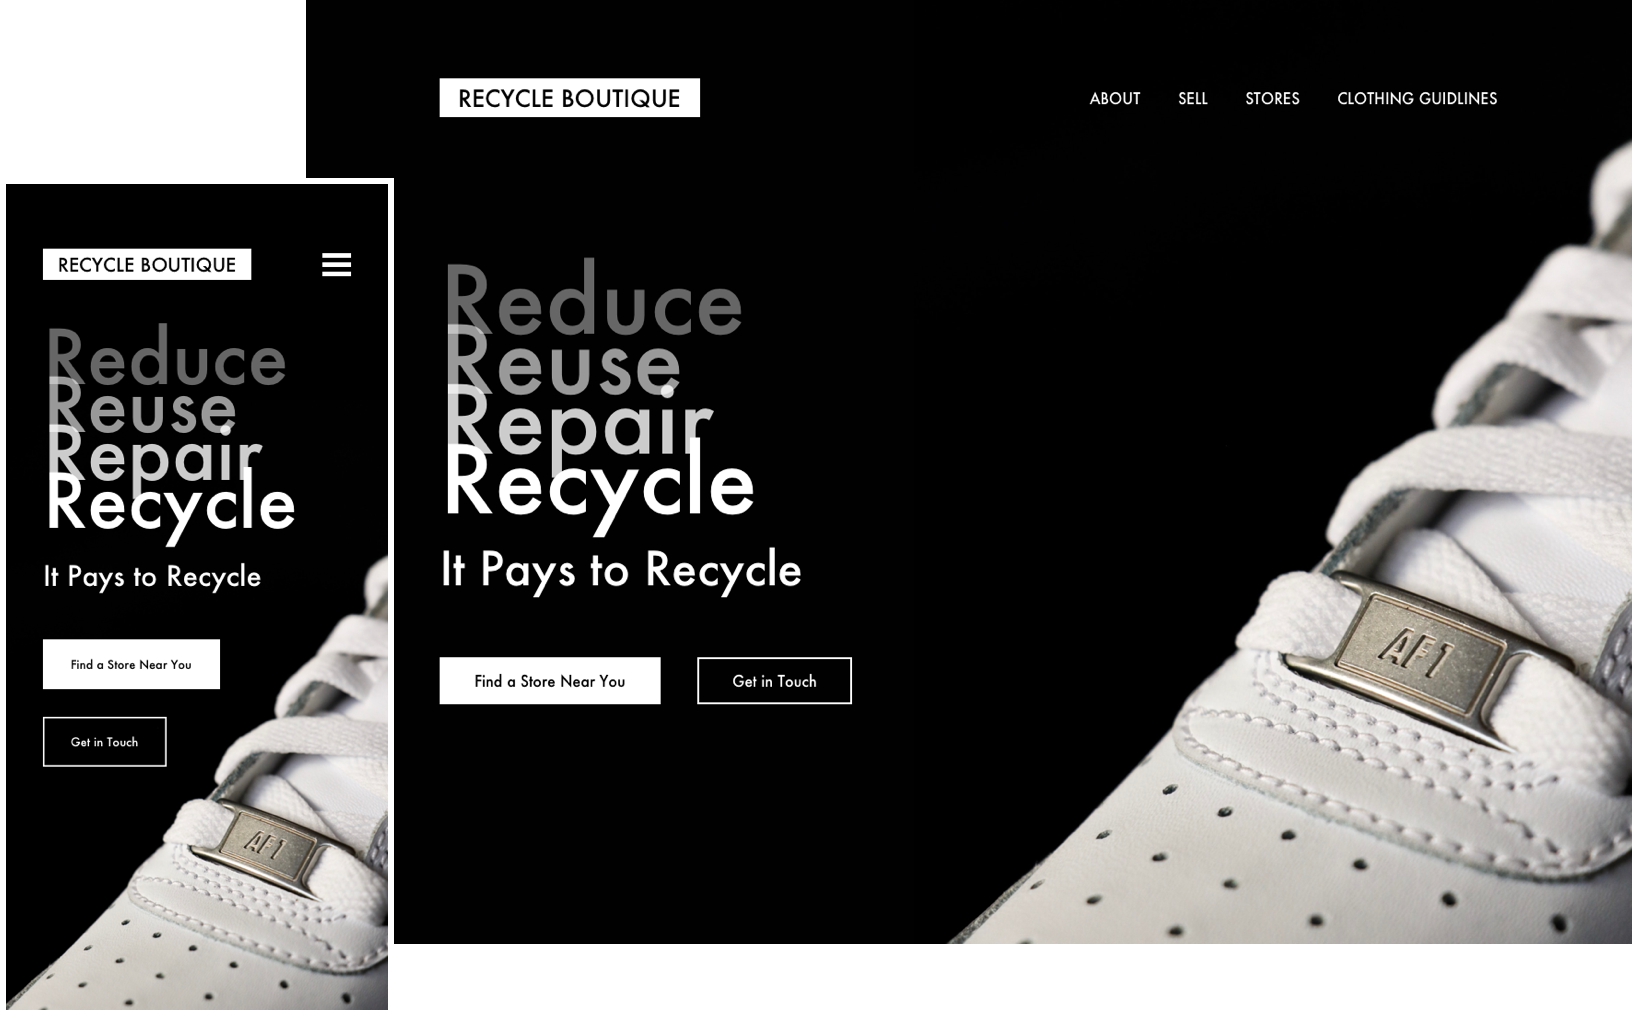 RECYCLE BOUTIQUE
ABOUT SELL STORES CLOTHING GUIDLINES
Reduce
Reuse
Repair
Recycle
It Pays to Recycle
Find a Store Near You Get in Touch
AF1
RECYCLE BOUTIQUE
Reduce
Reuse
Repair
Recycle
It Pays to Recycle
Find a Store Near You
Get in Touch
AF1